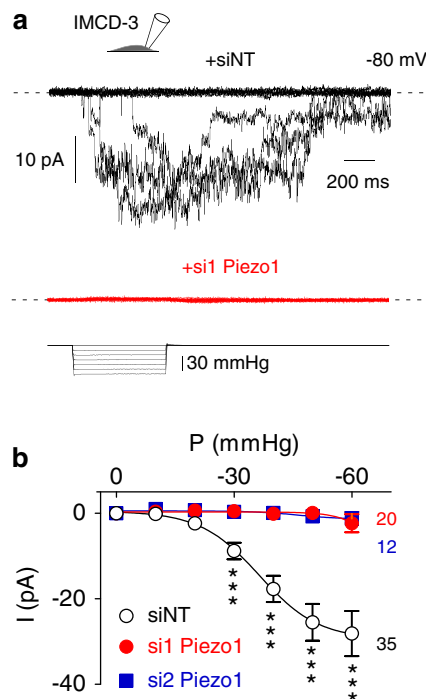 a
IMCD-3
+siNT
-80 mV
10 pA
200 ms
+si1 Piezo1
30 mmHg
b
P (mmHg)
0 -30 -60
0
-20
-40
I (pA)
20
12
35
***
***
***
***
siNT
si1 Piezo1
si2 Piezo1